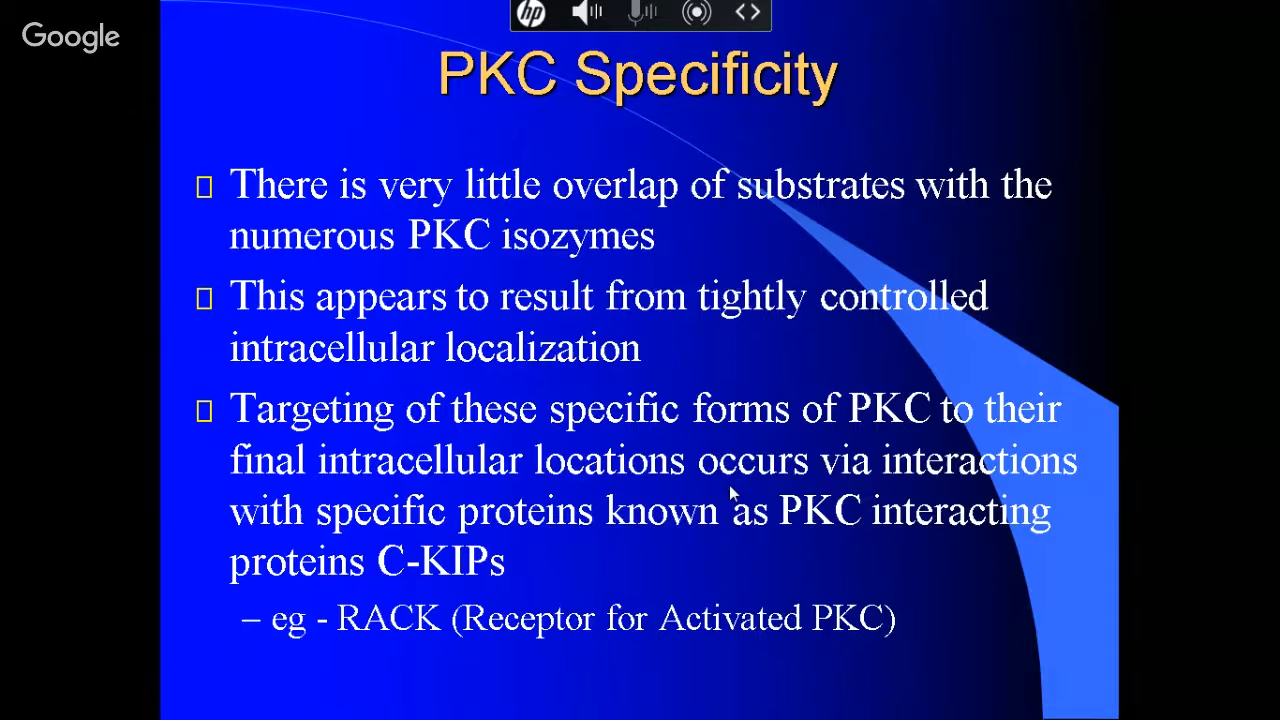 Google
hp
PKC Specificity
There is very little overlap of substrates with the
numerous PKC isozymes
This appears to result from tightly controlled
intracellular localization
Targeting of these specific forms of PKC to their
final intracellular locations occurs via interactions
with specific proteins known as PKC interacting
proteins C-KIPs
– eg - RACK (Receptor for Activated PKC)